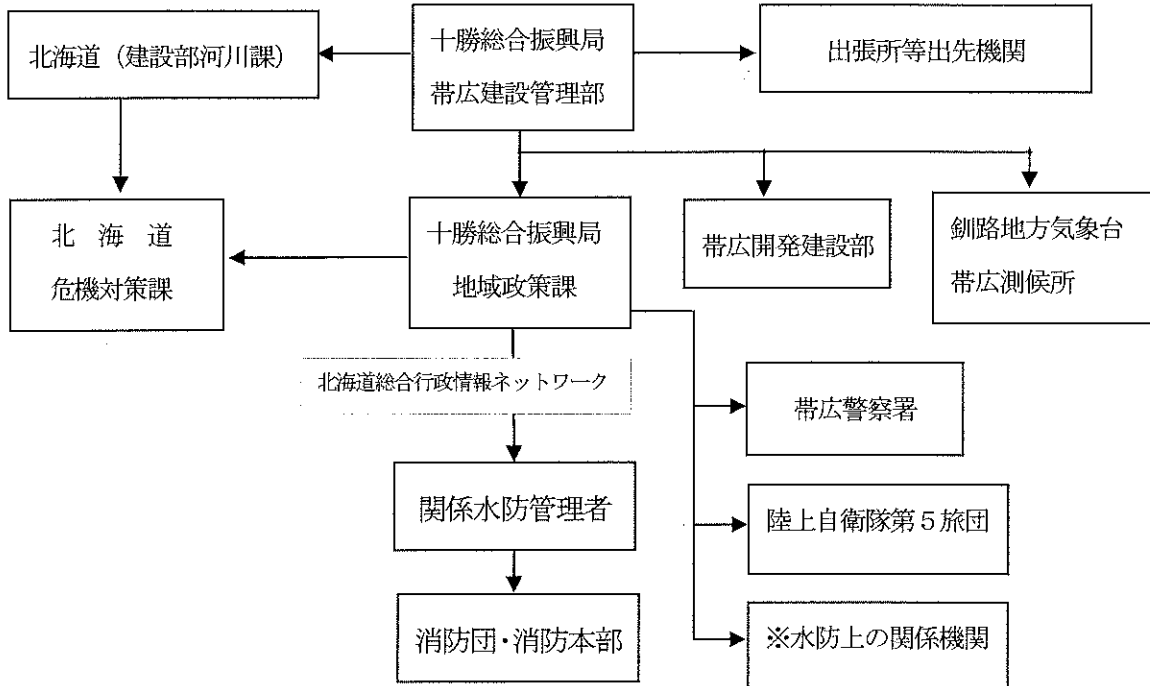 北海道（建設部河川課）
十勝総合振興局
帯広建設管理部
出張所等出先機関
北　海　道
危機対策課
十勝総合振興局
地域政策課
帯広開発建設部
釧路地方気象台
帯広測候所
北海道総合行政情報ネットワーク
帯広警察署
関係水防管理者
陸上自衛隊第５旅団
消防団・消防本部
※水防上の関係機関